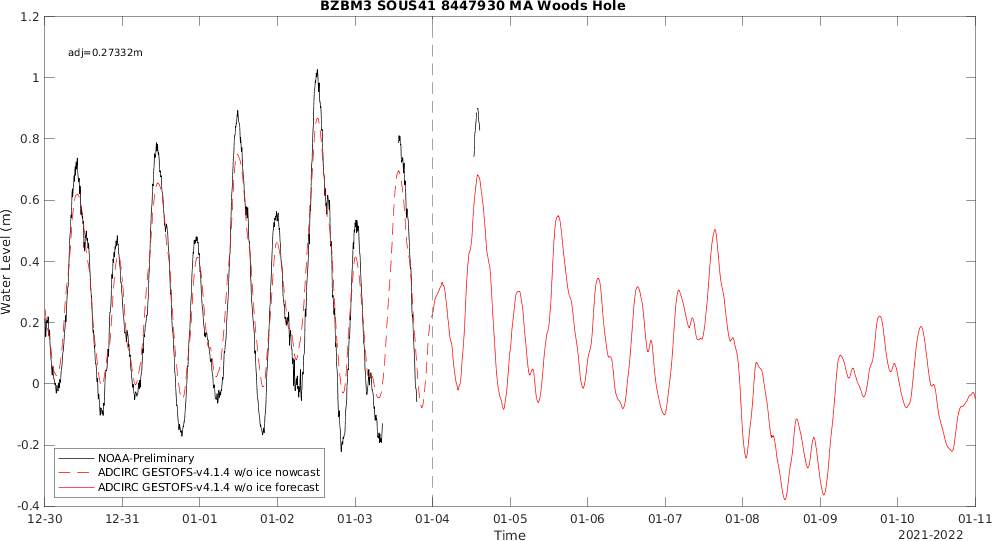 BZBM3 SOUS41 8447930 MA Woods Hole
adj=0.27332m
Water Level (m)
1.2
1
0.8
0.6
0.4
0.2
0
-0.2
-0.4
NOAA-Preliminary
ADCIRC GESTOFS-v4.1.4 w/o ice nowcast
ADCIRC GESTOFS-v4.1.4 w/o ice forecast
12-30 12-31 01-01 01-02 01-03 01-04 01-05 01-06 01-07 01-08 01-09 01-10 01-11
Time
2021-2022